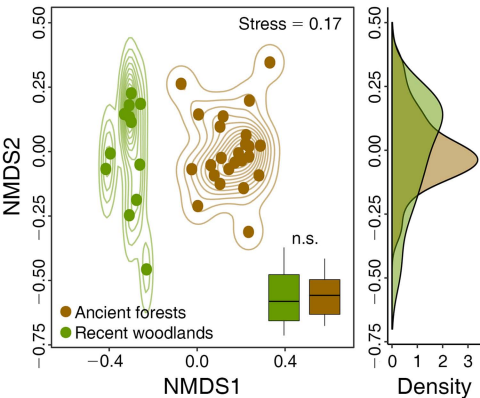 Stress = 0.17
0.50
0.25
0.00
−0.25
−0.50
−0.75
NMDS2
n.s.
Ancient forests
Recent woodlands
−0.4
0.0
0.4
NMDS1
0.50
0.25
0.00
−0.25
−0.50
−0.75
0 1 2 3
Density